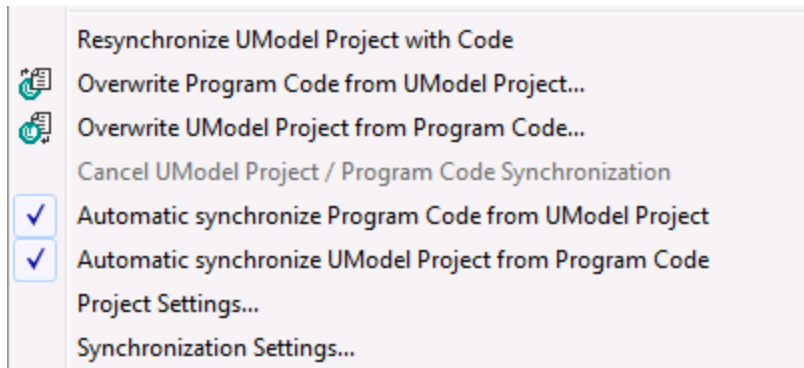 Resynchronize UModel Project with Code
Overwrite Program Code from UModel Project...
Overwrite UModel Project from Program Code...
Cancel UModel Project / Program Code Synchronization
Automatic synchronize Program Code from UModel Project
Automatic synchronize UModel Project from Program Code
Project Settings...
Synchronization Settings...